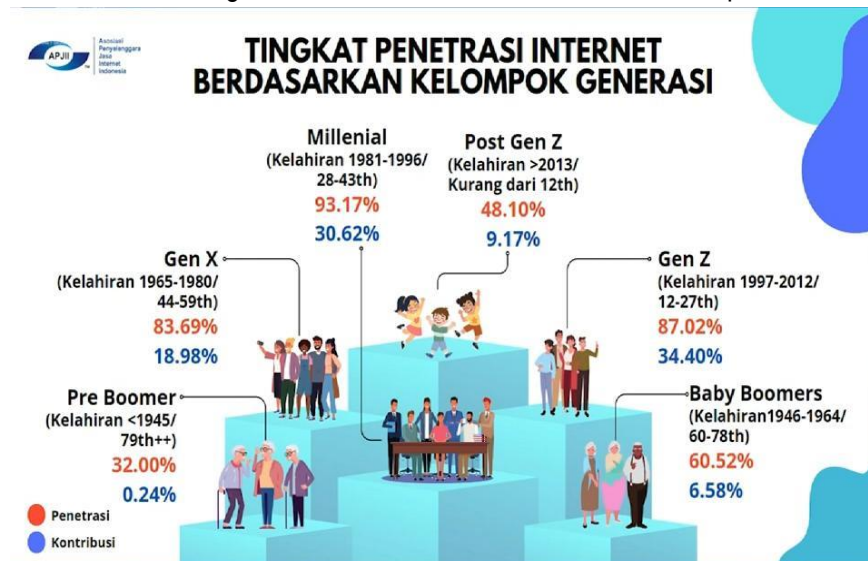 APJII
Asosiasi
Penyelenggara
Jasa
Internet
Indonesia
TINGKAT PENETRASI INTERNET
BERDASARKAN KELOMPOK GENERASI
Millenial
(Kelahiran 1981-1996/
28-43th)
93.17%
30.62%
Post Gen Z
(Kelahiran >2013/
Kurang dari 12th)
48.10%
9.17%
Gen X
(Kelahiran 1965-1980/
44-59th)
83.69%
18.98%
Gen Z
(Kelahiran 1997-2012/
12-27th)
87.02%
34.40%
Pre Boomer
(Kelahiran <1945/
79th++)
32.00%
0.24%
Baby Boomers
(Kelahiran1946-1964/
60-78th)
60.52%
6.58%
Penetrasi
Kontribusi